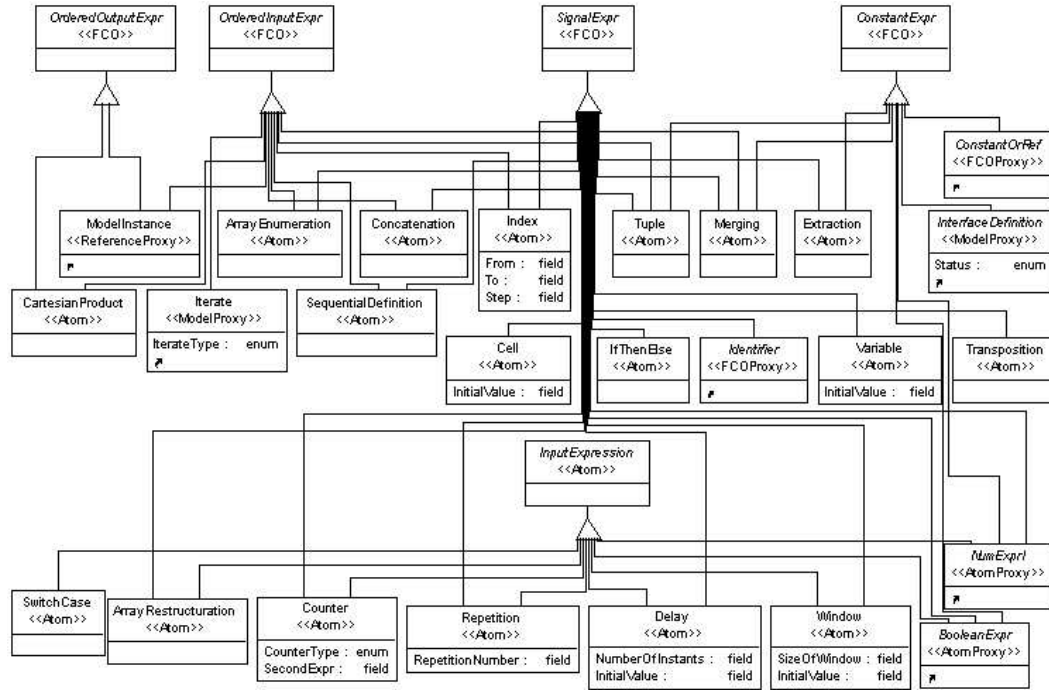 OrderedOutputExpr
<<FCO>>
OrderedInputExpr
<<FCO>>
SignalExpr
<<FCO>>
ConstantExpr
<<FCO>>
ConstantOrRef
<<FCOProxy>>
ModelInstance
<<ReferenceProxy>>
ArrayEnumeration
<<Atom>>
Concatenation
<<Atom>>
Index
<<Atom>>
From : field
To : field
Step : field
Tuple
<<Atom>>
Merging
<<Atom>>
Extraction
<<Atom>>
InterfaceDefinition
<<ModelProxy>>
Status : enum
CartesianProduct
<<Atom>>
Iterate
<<ModelProxy>>
IterateType : enum
SequentialDefinition
<<Atom>>
Cell
<<Atom>>
InitialValue : field
IfThenElse
<<Atom>>
Identifier
<<FCOProxy>>
Variable
<<Atom>>
InitialValue : field
Transposition
<<Atom>>
InputExpression
<<Atom>>
NumExprI
<<AtomProxy>>
SwitchCase
<<Atom>>
ArrayRestructuration
<<Atom>>
Counter
<<Atom>>
CounterType : enum
SecondExpr : field
Repetition
<<Atom>>
RepetitionNumber : field
Delay
<<Atom>>
NumberOfInstants : field
InitialValue : field
Window
<<Atom>>
SizeOfWindow : field
InitialValue : field
BooleanExpr
<<AtomProxy>>